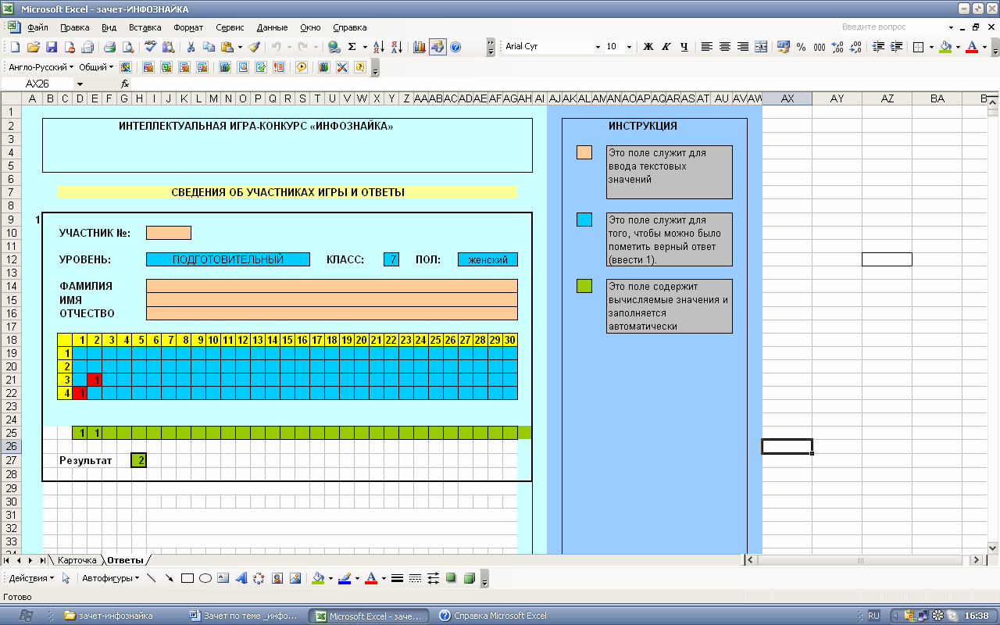 Microsoft Excel - зачет-ИНФОЗНАЙКА
Файл Правка Вид Вставка Формат Сервис Данные Окно Справка Введите вопрос
Arial Cyr 10 Ж К Ч % 000
Англо-Русский Общий
AX26 fx
A B C D E F G H I J K L M N O P Q R S T U V W X Y Z AA AB AC AD AE AF AG AH AI AJ AK AL AM AN AO AP AQ AR AS AT AU AV AW AX AY AZ BA B
1
2 ИНТЕЛЛЕКТУАЛЬНАЯ ИГРА-КОНКУРС «ИНФОЗНАЙКА» ИНСТРУКЦИЯ
3
4 Это поле служит для
5 ввода текстовых
6 значений
7 СВЕДЕНИЯ ОБ УЧАСТНИКАХ ИГРЫ И ОТВЕТЫ
8
9 1 Это поле служит для
10 УЧАСТНИК №: того, чтобы можно было
11 пометить верный ответ
12 УРОВЕНЬ: ПОДГОТОВИТЕЛЬНЫЙ КЛАСС: 7 ПОЛ: женский (ввести 1).
13
14 ФАМИЛИЯ Это поле содержит
15 ИМЯ вычисляемые значения и
16 ОТЧЕСТВО заполняется
17 автоматически
18 1 2 3 4 5 6 7 8 9 10 11 12 13 14 15 16 17 18 19 20 21 22 23 24 25 26 27 28 29 30
19 1
20 2
21 3 1
22 4 1
23
24
25 1 1
26
27 Результат 2
28
29
30
31
32
33
Карточка Ответы
Действия Автофигуры
Готово
зачет-инфознайка Зачет по теме _инфо... Microsoft Excel - заче... Справка Microsoft Excel RU 16:38